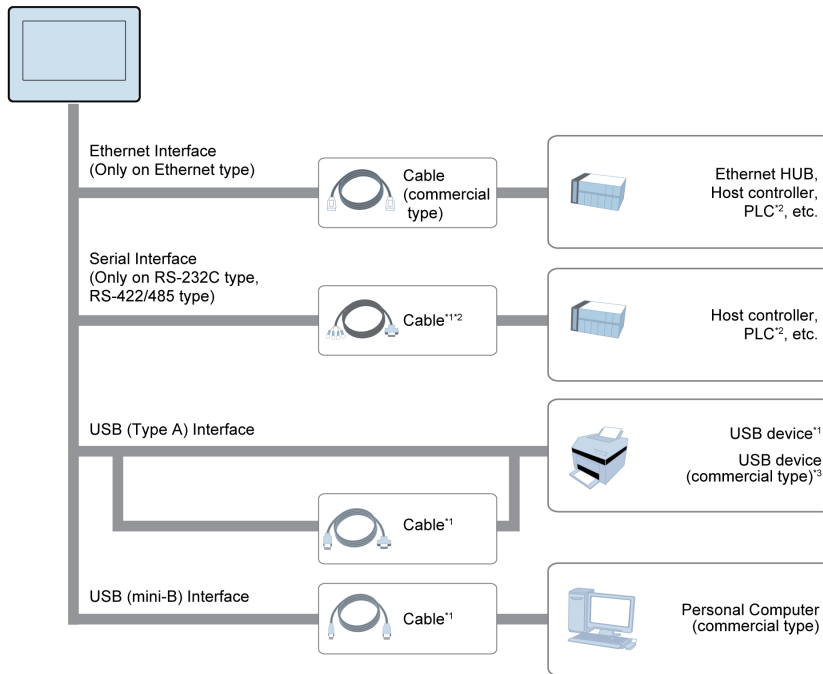 Ethernet Interface
(Only on Ethernet type)
Cable
(commercial
type)
Ethernet HUB,
Host controller,
PLC*2, etc.
Serial Interface
(Only on RS-232C type,
RS-422/485 type)
Cable*1*2
Host controller,
PLC*2, etc.
USB (Type A) Interface
USB device*1
USB device
(commercial type)*3
Cable*1
USB (mini-B) Interface
Cable*1
Personal Computer
(commercial type)